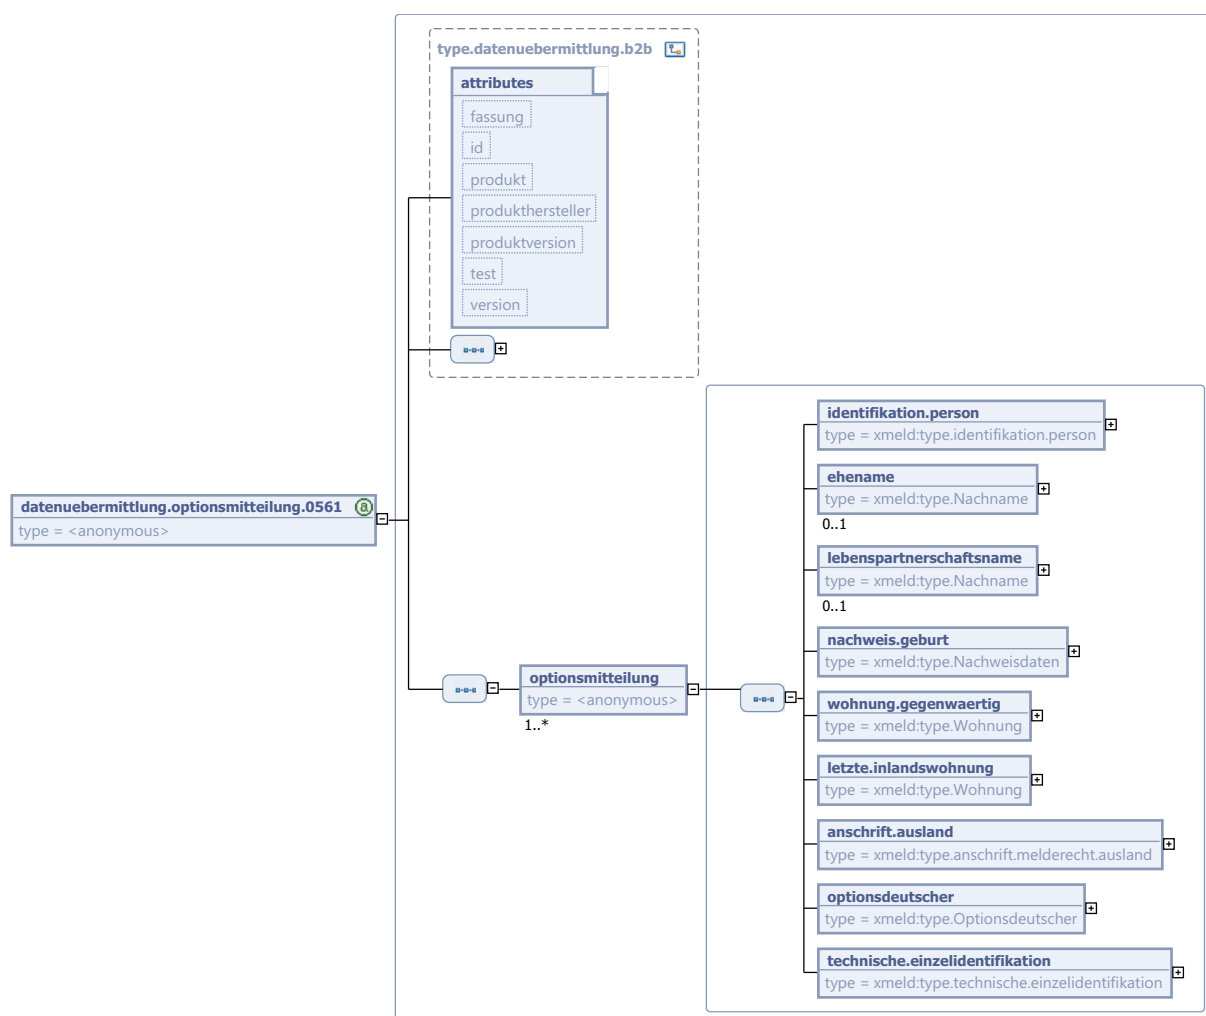 type.datenuebermittlung.b2b
attributes
fassung
id
produkt
produkthersteller
produktversion
test
version
datenuebermittlung.optionsmitteilung.0561 a
type = <anonymous>
optionsmitteilung
type = <anonymous>
1..*
identifikation.person
type = xmeld:type.identifikation.person
ehename
type = xmeld:type.Nachname
0..1
lebenspartnerschaftsname
type = xmeld:type.Nachname
0..1
nachweis.geburt
type = xmeld:type.Nachweisdaten
wohnung.gegenwaertig
type = xmeld:type.Wohnung
letzte.inlandswohnung
type = xmeld:type.Wohnung
anschrift.ausland
type = xmeld:type.anschrift.melderecht.ausland
optionsdeutscher
type = xmeld:type.Optionsdeutscher
technische.einzelidentifikation
type = xmeld:type.technische.einzelidentifikation